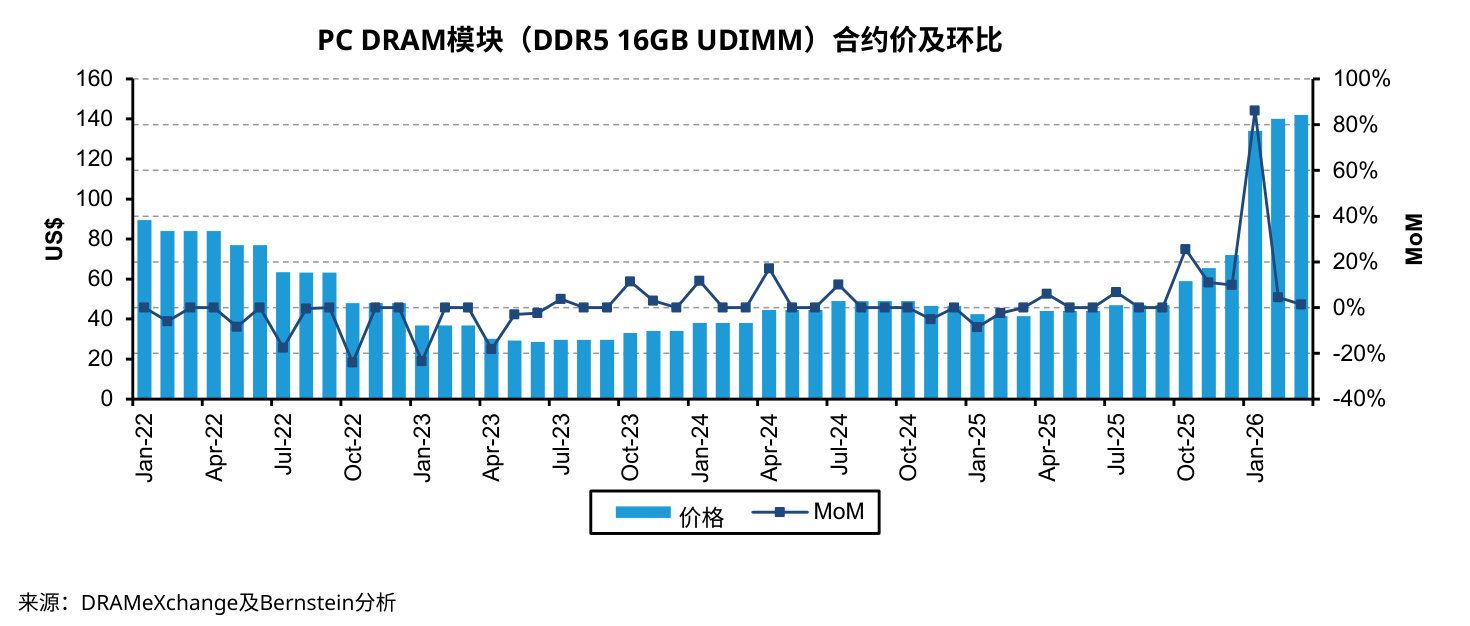 PC DRAM模块（DDR5 16GB UDIMM）合约价及环比
160
140
120
100
80
60
40
20
0
US$
100%
80%
60%
40%
20%
0%
-20%
-40%
MoM
Jan-22
Apr-22
Jul-22
Oct-22
Jan-23
Apr-23
Jul-23
Oct-23
Jan-24
Apr-24
Jul-24
Oct-24
Jan-25
Apr-25
Jul-25
Oct-25
Jan-26
价格 MoM
来源：DRAMeXchange及Bernstein分析